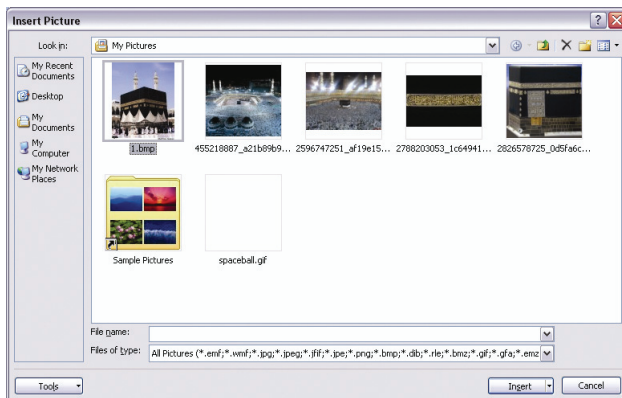 Insert Picture
Look in:
My Pictures
My Recent Documents
Desktop
My Documents
My Computer
My Network Places
1.bmp
455218887_a21b89b9...
2596747251_af19e15...
2788203053_1c64941...
2826578725_0d5fa6c...
Sample Pictures
spaceball.gif
File name:
Files of type:
All Pictures (*.emf;*.wmf;*.jpg;*.jpeg;*.jfif;*.jpe;*.png;*.bmp;*.dib;*.rle;*.bmz;*.gif;*.gfa;*.emz
Tools
Insert
Cancel